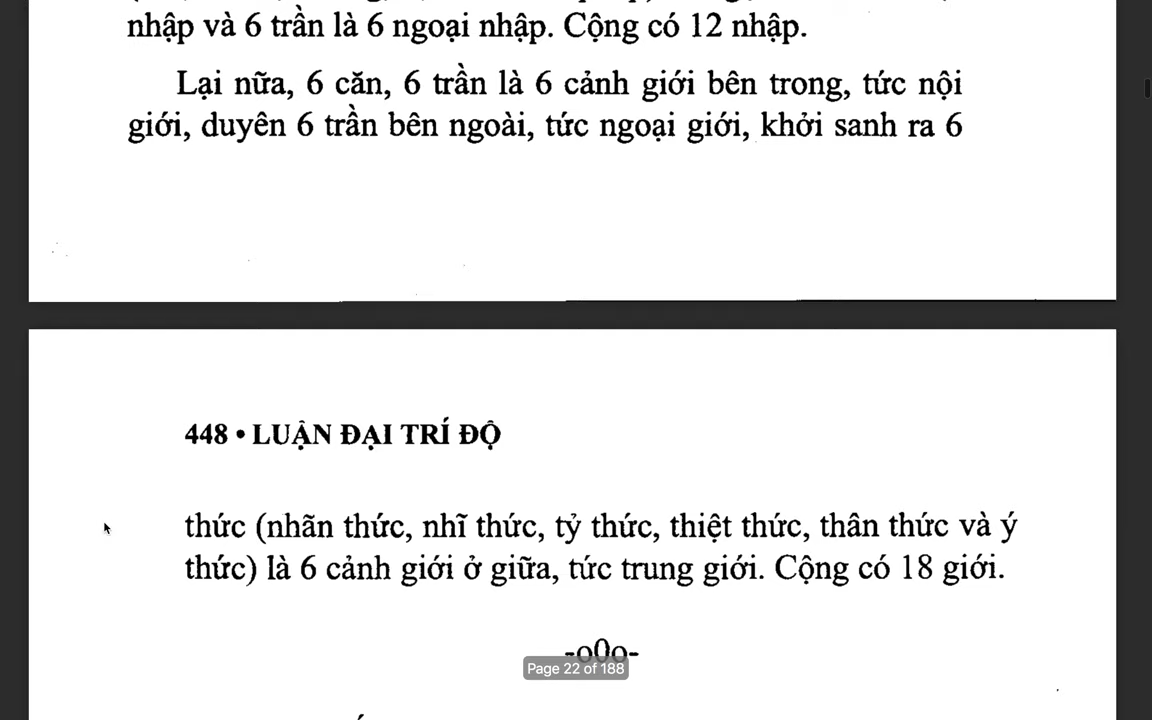 nhập và 6 trần là 6 ngoại nhập. Cộng có 12 nhập.
Lại nữa, 6 căn, 6 trần là 6 cảnh giới bên trong, tức nội
giới, duyên 6 trần bên ngoài, tức ngoại giới, khởi sanh ra 6
448 • LUẬN ĐẠI TRÍ ĐỘ
thức (nhãn thức, nhĩ thức, tỷ thức, thiệt thức, thân thức và ý
thức) là 6 cảnh giới ở giữa, tức trung giới. Cộng có 18 giới.
-o0o-
Page 22 of 188